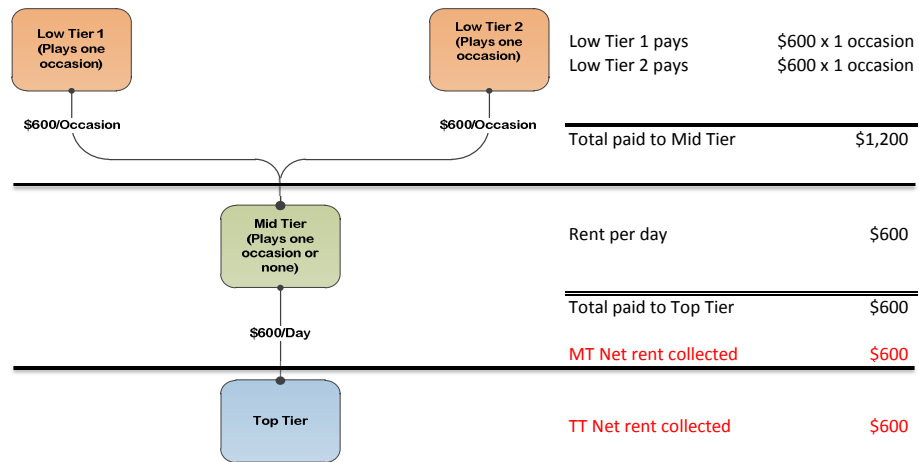 Low Tier 1
(Plays one
occasion)
Low Tier 2
(Plays one
occasion)
Low Tier 1 pays $600 x 1 occasion
Low Tier 2 pays $600 x 1 occasion
$600/Occasion
$600/Occasion
Total paid to Mid Tier $1,200
Mid Tier
(Plays one
occasion or
none)
Rent per day $600
Total paid to Top Tier $600
$600/Day
MT Net rent collected $600
Top Tier
TT Net rent collected $600